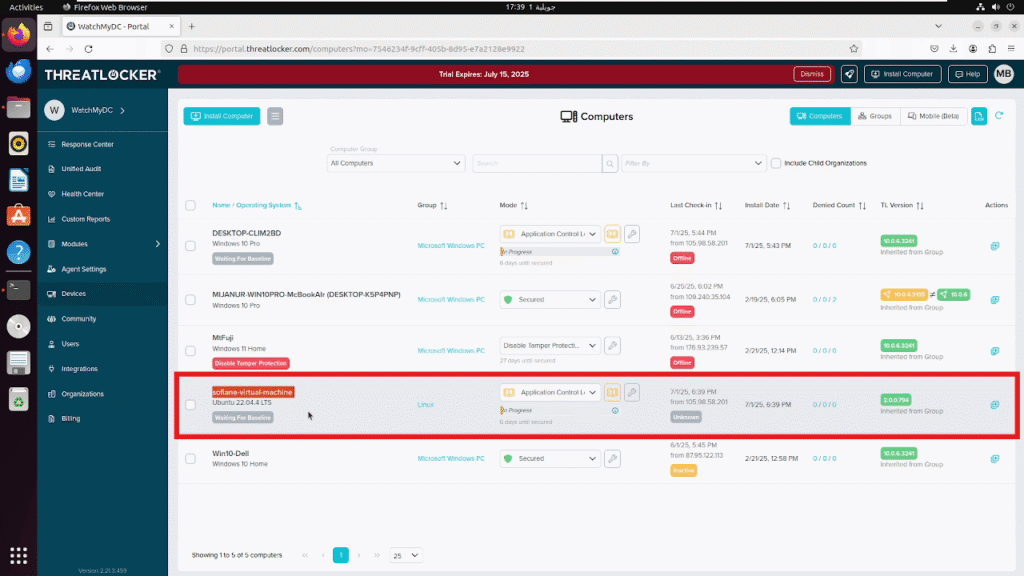 Activities Firefox Web Browser 17:39 1 جويلية
WatchMyDC - Portal
https://portal.threatlocker.com/computers?mo=7546234f-9cff-405b-8d95-e7a2128e9922
THREATLOCKER Trial Expires: July 15, 2025 Dismiss Install Computer Help MB
W WatchMyDC
Response Center
Unified Audit
Health Center
Custom Reports
Modules
Agent Settings
Devices
Community
Users
Integrations
Organizations
Billing
Version 2.21.3.459
Install Computer Computers Computers Groups Mobile (Beta)
Computer Group
All Computers Search Filter By Include Child Organizations
Name / Operating System Group Mode Last Check-in Install Date Denied Count TL Version Actions
DESKTOP-CLIM2BD
Windows 10 Pro
Waiting For Baseline
Microsoft Windows PC
Application Control L
In Progress
6 days until secured
7/1/25, 5:44 PM
from 105.98.58.201
Offline
7/1/25, 5:43 PM
0 / 0 / 0
10.0.6.3241
Inherited from Group
MIJANUR-WIN10PRO-McBookAIr (DESKTOP-K5P4PNP)
Windows 10 Pro
Microsoft Windows PC
Secured
6/25/25, 6:02 PM
from 109.240.35.104
Offline
2/19/25, 6:05 PM
0 / 0 / 2
≠ 10.0.6
Inherited from Group
MtFuji
Windows 11 Home
Disable Tamper Protection
Microsoft Windows PC
Disable Tamper Protecti...
27 days until secured
6/13/25, 3:36 PM
from 176.93.239.57
Offline
2/21/25, 12:14 PM
0 / 0 / 0
10.0.6.3241
Inherited from Group
sofiane-virtual-machine
Ubuntu 22.04.4 LTS
Waiting For Baseline
Linux
Application Control L
In Progress
6 days until secured
7/1/25, 6:39 PM
from 105.98.58.201
Unknown
7/1/25, 6:39 PM
0 / 0 / 0
2.0.0.794
Inherited from Group
Win10-Dell
Windows 10 Home
Microsoft Windows PC
Secured
6/1/25, 5:45 PM
from 87.95.122.113
Inactive
2/21/25, 12:58 PM
0 / 0 / 0
10.0.6.3241
Inherited from Group
Showing 1 to 5 of 5 computers 1 25